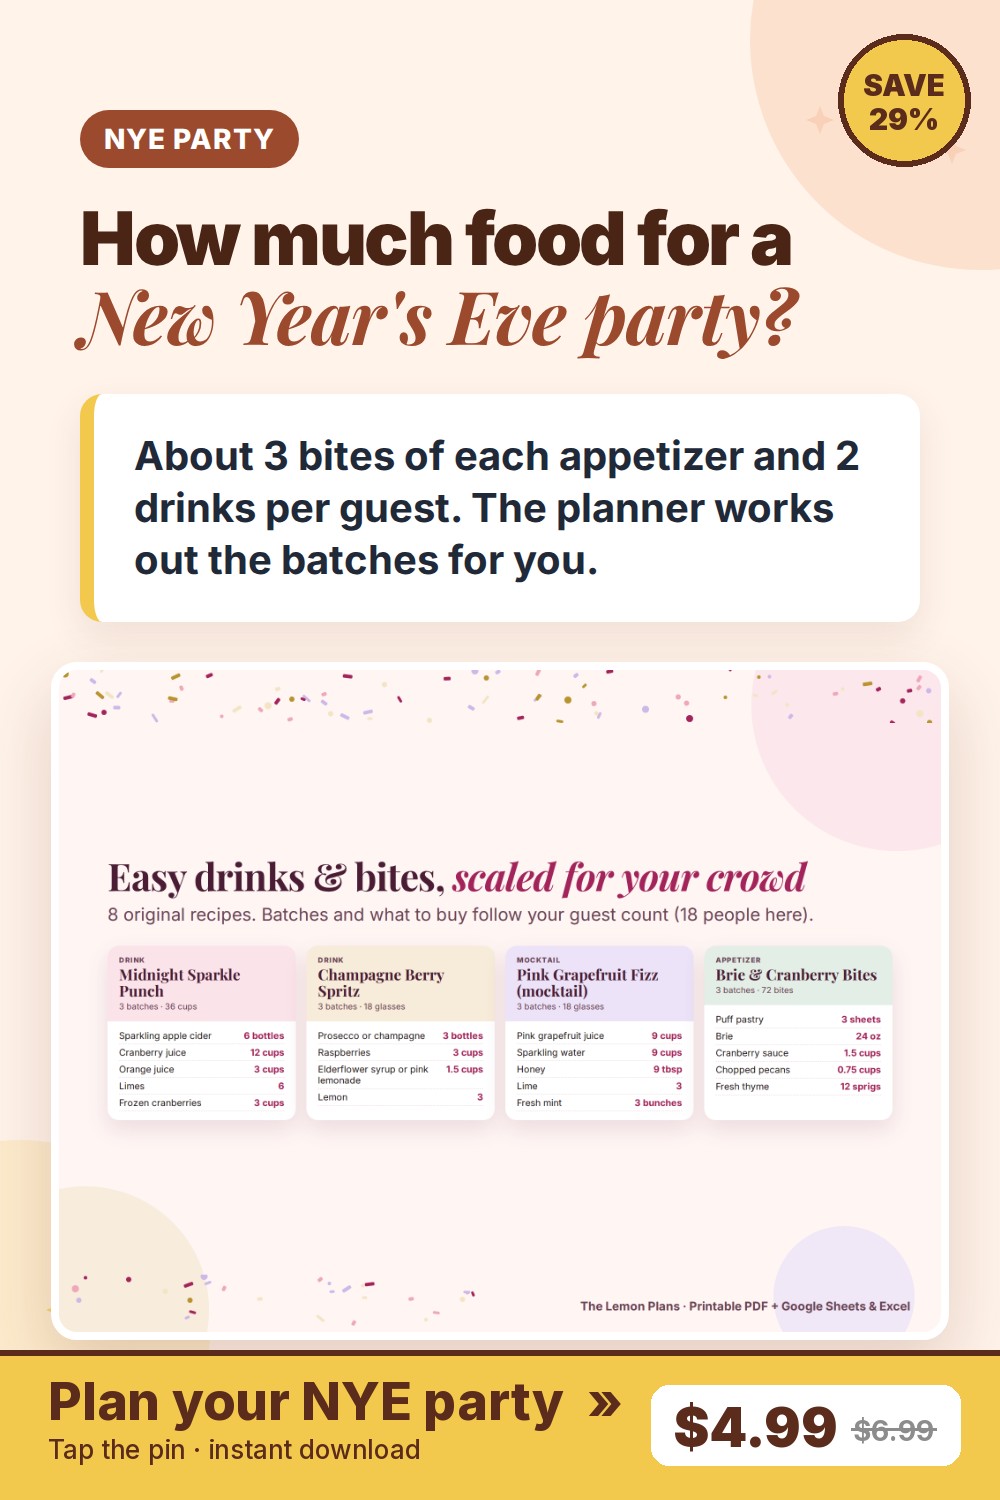 SAVE
29%
NYE PARTY
How much food for a
New Year's Eve party?
About 3 bites of each appetizer and 2
drinks per guest. The planner works
out the batches for you.
Easy drinks & bites, scaled for your crowd
8 original recipes. Batches and what to buy follow your guest count (18 people here).
DRINK
Midnight Sparkle
Punch
3 batches · 36 cups
Sparkling apple cider 6 bottles
Cranberry juice 12 cups
Orange juice 3 cups
Limes 6
Frozen cranberries 3 cups
DRINK
Champagne Berry
Spritz
3 batches · 18 glasses
Prosecco or champagne 3 bottles
Raspberries 3 cups
Elderflower syrup or pink 1.5 cups
lemonade
Lemon 3
MOCKTAIL
Pink Grapefruit Fizz
(mocktail)
3 batches · 18 glasses
Pink grapefruit juice 9 cups
Sparkling water 9 cups
Honey 9 tbsp
Lime 3
Fresh mint 3 bunches
APPETIZER
Brie & Cranberry Bites
3 batches · 72 bites
Puff pastry 3 sheets
Brie 24 oz
Cranberry sauce 1.5 cups
Chopped pecans 0.75 cups
Fresh thyme 12 sprigs
The Lemon Plans · Printable PDF + Google Sheets & Excel
Plan your NYE party »
Tap the pin · instant download
$4.99 $6.99